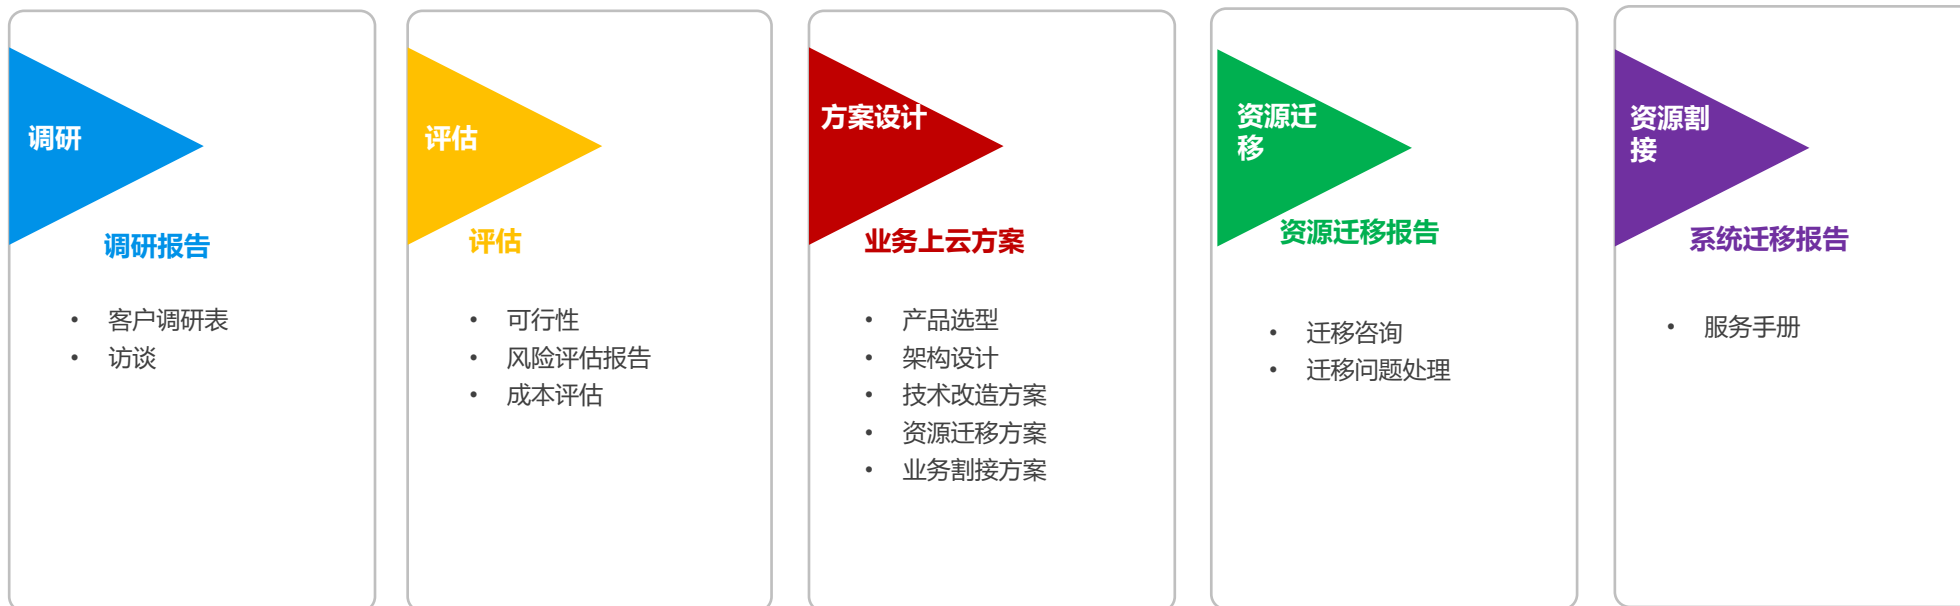 调研
调研报告
• 客户调研表
• 访谈
评估
评估
• 可行性
• 风险评估报告
• 成本评估
方案设计
业务上云方案
• 产品选型
• 架构设计
• 技术改造方案
• 资源迁移方案
• 业务割接方案
资源迁
移
资源迁移报告
• 迁移咨询
• 迁移问题处理
资源割
接
系统迁移报告
• 服务手册